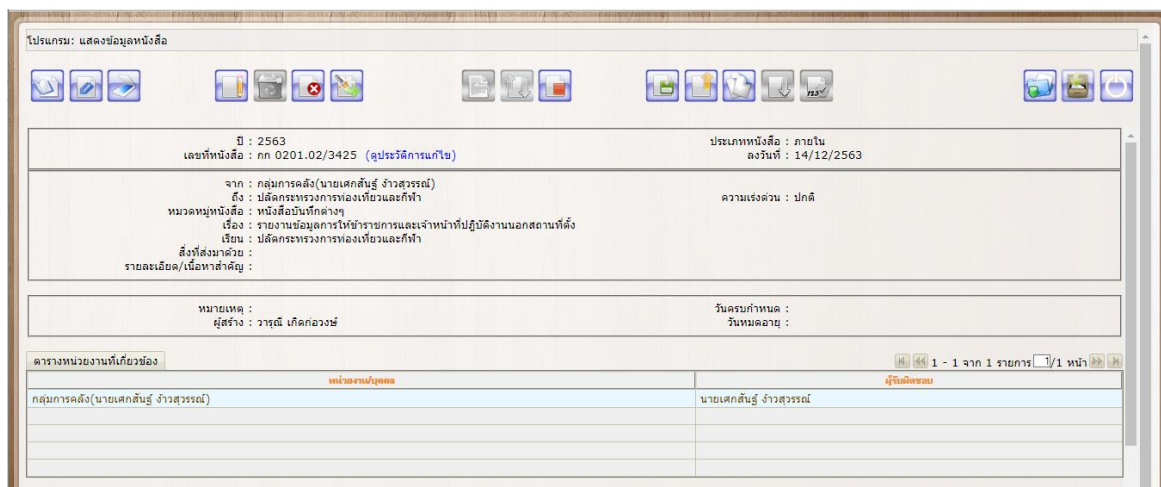 โปรแกรม: แสดงข้อมูลหนังสือ
ปี : 2563 ประเภทหนังสือ : ภายใน
เลขที่หนังสือ : กก 0201.02/3425 (ดูประวัติการแก้ไข) ลงวันที่ : 14/12/2563
จาก : กลุ่มการคลัง(นายเศกสันฐ์ ง้าวสุวรรณ์)
ถึง : ปลัดกระทรวงการท่องเที่ยวและกีฬา ความเร่งด่วน : ปกติ
หมวดหมู่หนังสือ : หนังสือบันทึกต่างๆ
เรื่อง : รายงานข้อมูลการให้ข้าราชการและเจ้าหน้าที่ปฏิบัติงานนอกสถานที่ตั้ง
เรียน : ปลัดกระทรวงการท่องเที่ยวและกีฬา
สิ่งที่ส่งมาด้วย :
รายละเอียด/เนื้อหาสำคัญ :
หมายเหตุ : วันครบกำหนด :
ผู้สร้าง : วารุณี เกิดก่อวงษ์ วันหมดอายุ :
ตารางหน่วยงานที่เกี่ยวข้อง 1 - 1 จาก 1 รายการ 1/1 หน้า
หน่วยงาน/บุคคล ผู้รับผิดชอบ
กลุ่มการคลัง(นายเศกสันฐ์ ง้าวสุวรรณ์) นายเศกสันฐ์ ง้าวสุวรรณ์